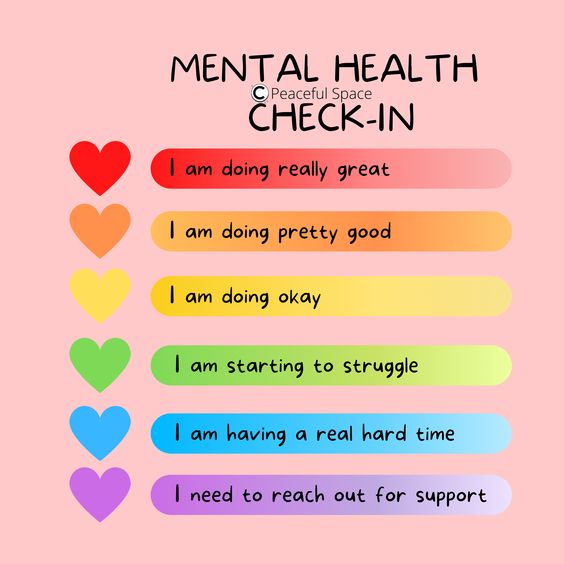 MENTAL HEALTH
© Peaceful Space
CHECK-IN
I am doing really great
I am doing pretty good
I am doing okay
I am starting to struggle
I am having a real hard time
I need to reach out for support